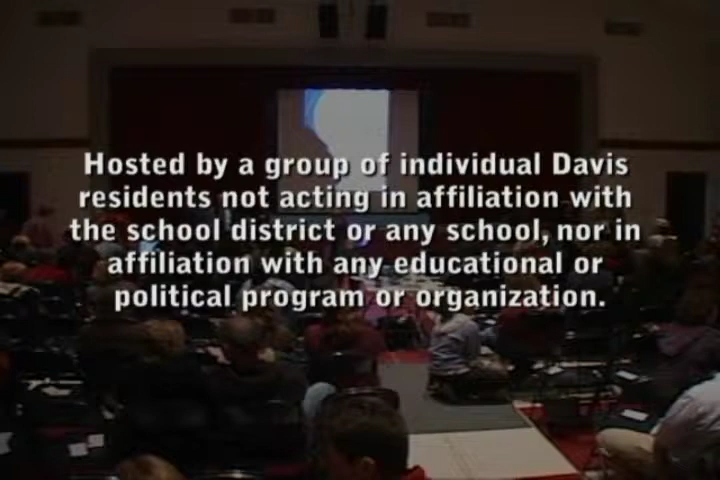 Hosted by a group of individual Davis
residents not acting in affiliation with
the school district or any school, nor in
affiliation with any educational or
political program or organization.